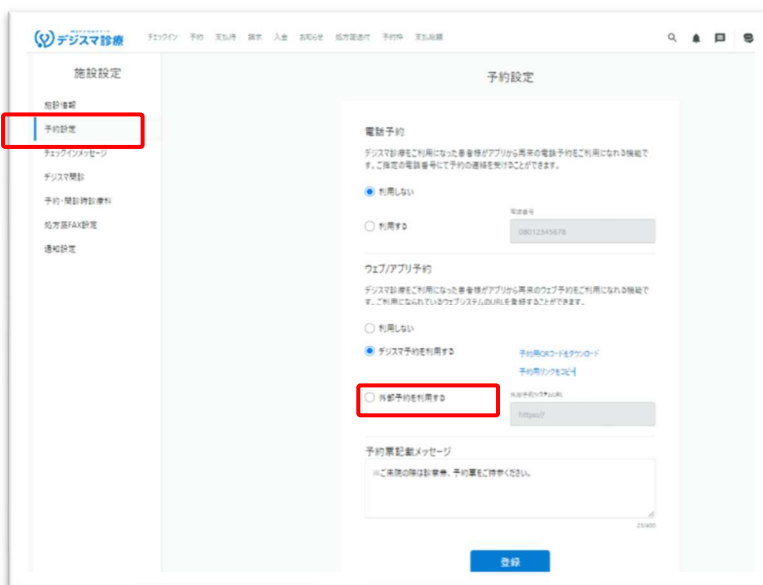 デジスマ診療
チェックイン 予約 支払待 請求 入金 お知らせ 処方箋送付 予約枠 支払総額
施設設定
予約設定
施設情報
予約設定
チェックインメッセージ
デジスマ問診
予約・問診時診療科
処方箋FAX設定
通知設定
電話予約
デジスマ診療をご利用になった患者様がアプリから再来の電話予約をご利用になれる機能で
す。ご指定の電話番号にて予約の連絡を受けることができます。
利用しない
電話番号
利用する
08012345678
ウェブ/アプリ予約
デジスマ診療をご利用になった患者様がアプリから再来のウェブ予約をご利用になれる機能で
す。ご利用になられているウェブシステムのURLを登録することができます。
利用しない
デジスマ予約を利用する
予約用QRコードをダウンロード
予約用リンクをコピー
外部予約を利用する
外部予約システムURL
https://
予約票記載メッセージ
※ご来院の際は診察券、予約票をご持参ください。
登録